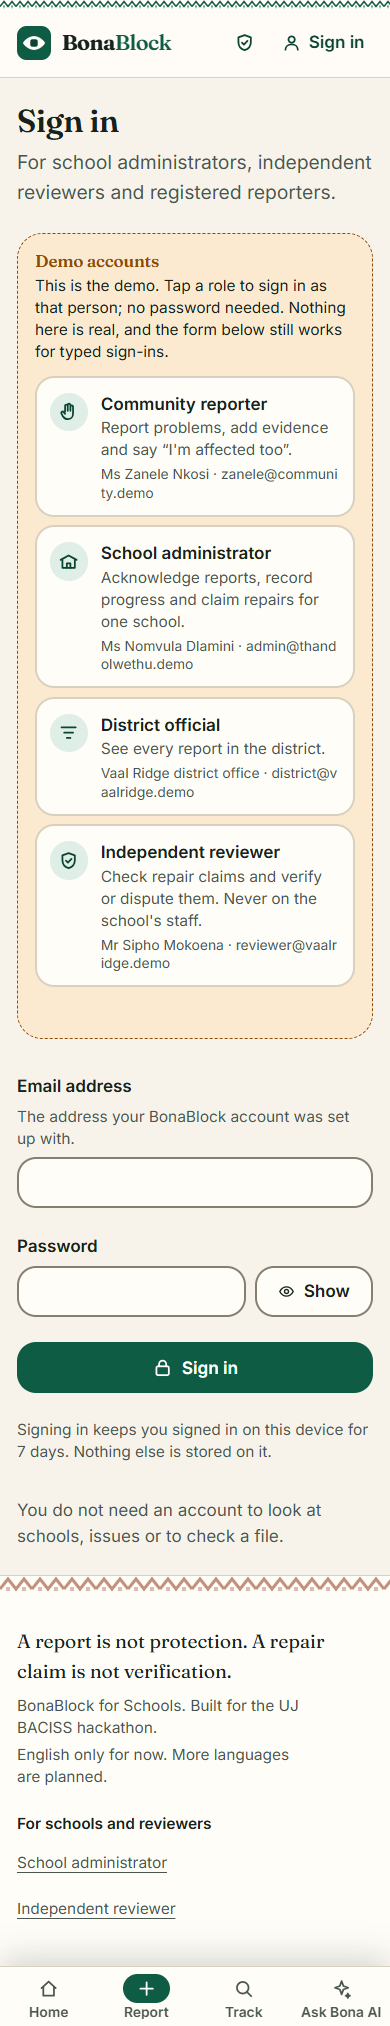 BonaBlock
Sign in
Sign in
For school administrators, independent
reviewers and registered reporters.
Demo accounts
This is the demo. Tap a role to sign in as
that person; no password needed. Nothing
here is real, and the form below still works
for typed sign-ins.
Community reporter
Report problems, add evidence
and say “I'm affected too”.
Ms Zanele Nkosi · zanele@communi
ty.demo
School administrator
Acknowledge reports, record
progress and claim repairs for
one school.
Ms Nomvula Dlamini · admin@thand
olwethu.demo
District official
See every report in the district.
Vaal Ridge district office · district@v
aalridge.demo
Independent reviewer
Check repair claims and verify
or dispute them. Never on the
school's staff.
Mr Sipho Mokoena · reviewer@vaalr
idge.demo
Email address
The address your BonaBlock account was set
up with.
Password
Show
Sign in
Signing in keeps you signed in on this device for
7 days. Nothing else is stored on it.
You do not need an account to look at
schools, issues or to check a file.
A report is not protection. A repair
claim is not verification.
BonaBlock for Schools. Built for the UJ
BACISS hackathon.
English only for now. More languages
are planned.
For schools and reviewers
School administrator
Independent reviewer
Home
Report
Track
Ask Bona AI